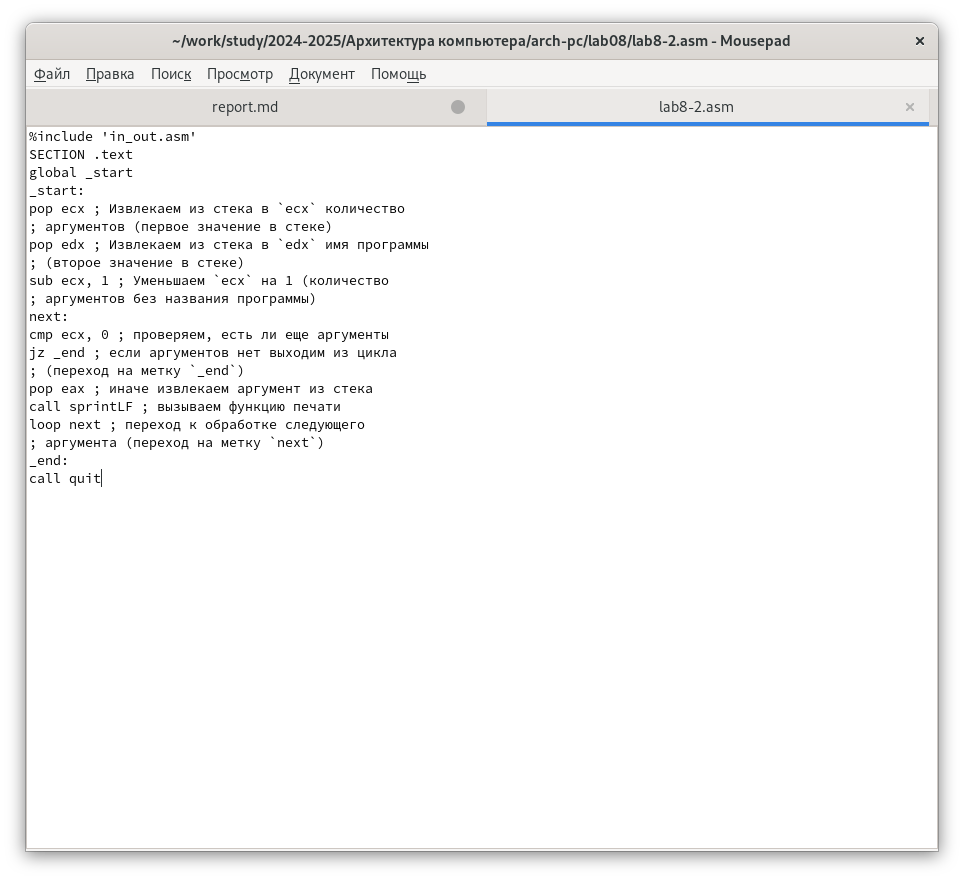 ~/work/study/2024-2025/Архитектура компьютера/arch-pc/lab08/lab8-2.asm - Mousepad
Файл Правка Поиск Просмотр Документ Помощь
report.md lab8-2.asm
%include 'in_out.asm'
SECTION .text
global _start
_start:
pop ecx ; Извлекаем из стека в `ecx` количество
; аргументов (первое значение в стеке)
pop edx ; Извлекаем из стека в `edx` имя программы
; (второе значение в стеке)
sub ecx, 1 ; Уменьшаем `ecx` на 1 (количество
; аргументов без названия программы)
next:
cmp ecx, 0 ; проверяем, есть ли еще аргументы
jz _end ; если аргументов нет выходим из цикла
; (переход на метку `_end`)
pop eax ; иначе извлекаем аргумент из стека
call sprintLF ; вызываем функцию печати
loop next ; переход к обработке следующего
; аргумента (переход на метку `next`)
_end:
call quit